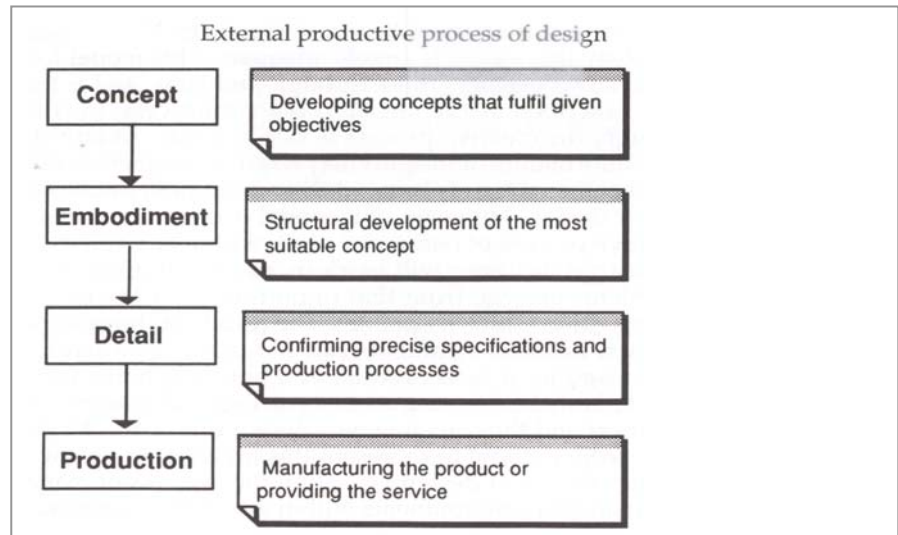 External productive process of design
Concept
Developing concepts that fulfil given
objectives
Embodiment
Structural development of the most
suitable concept
Detail
Confirming precise specifications and
production processes
Production
Manufacturing the product or
providing the service